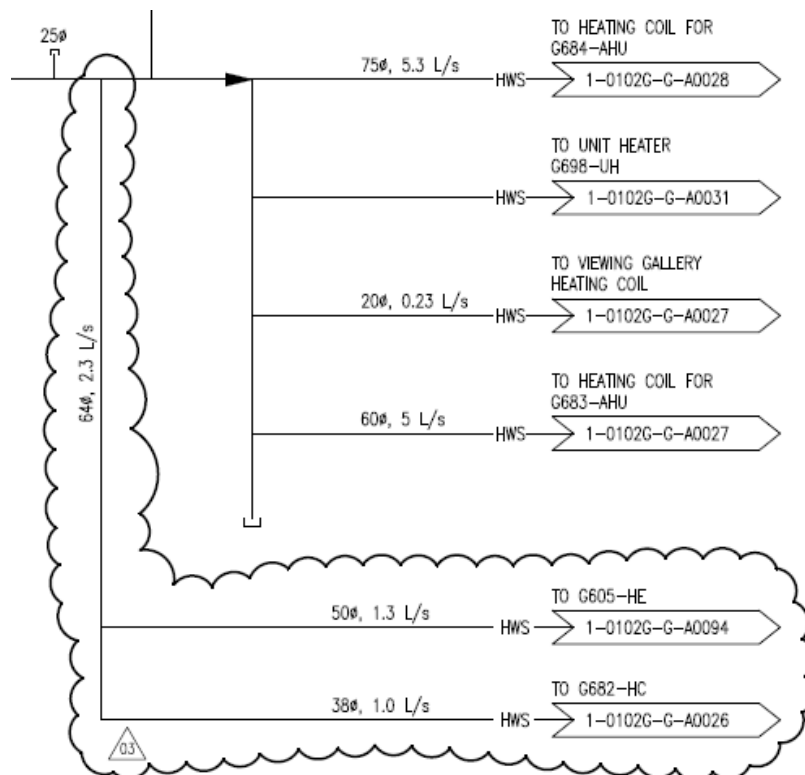 25ø
TO HEATING COIL FOR
G684-AHU
75ø, 5.3 L/s
HWS
1-0102G-G-A0028
TO UNIT HEATER
G698-UH
HWS
1-0102G-G-A0031
TO VIEWING GALLERY
HEATING COIL
20ø, 0.23 L/s
HWS
1-0102G-G-A0027
64ø, 2.3 L/s
TO HEATING COIL FOR
G683-AHU
60ø, 5 L/s
HWS
1-0102G-G-A0027
TO G605-HE
50ø, 1.3 L/s
HWS
1-0102G-G-A0094
TO G682-HC
38ø, 1.0 L/s
HWS
1-0102G-G-A0026
03